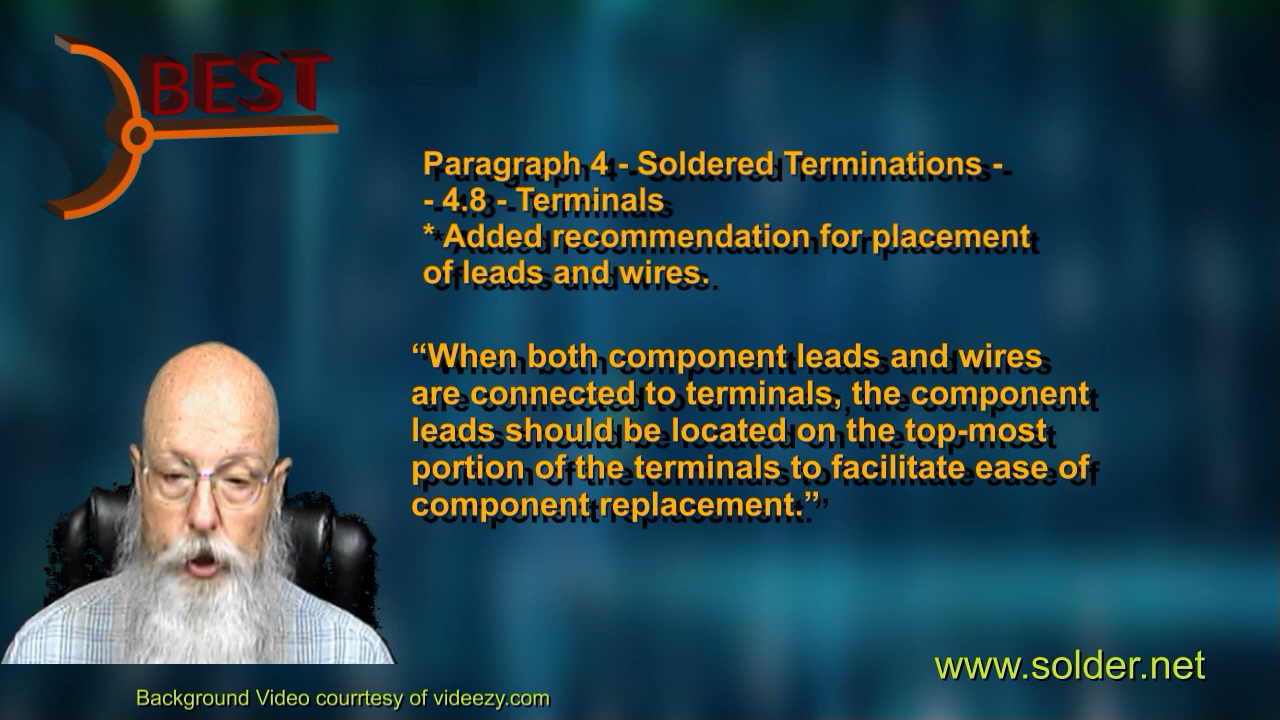 BEST
Paragraph 4 - Soldered Terminations -
- 4.8 - Terminals
* Added recommendation for placement
of leads and wires.
“When both component leads and wires
are connected to terminals, the component
leads should be located on the top-most
portion of the terminals to facilitate ease of
component replacement.”
www.solder.net
Background Video courrtesy of videezy.com